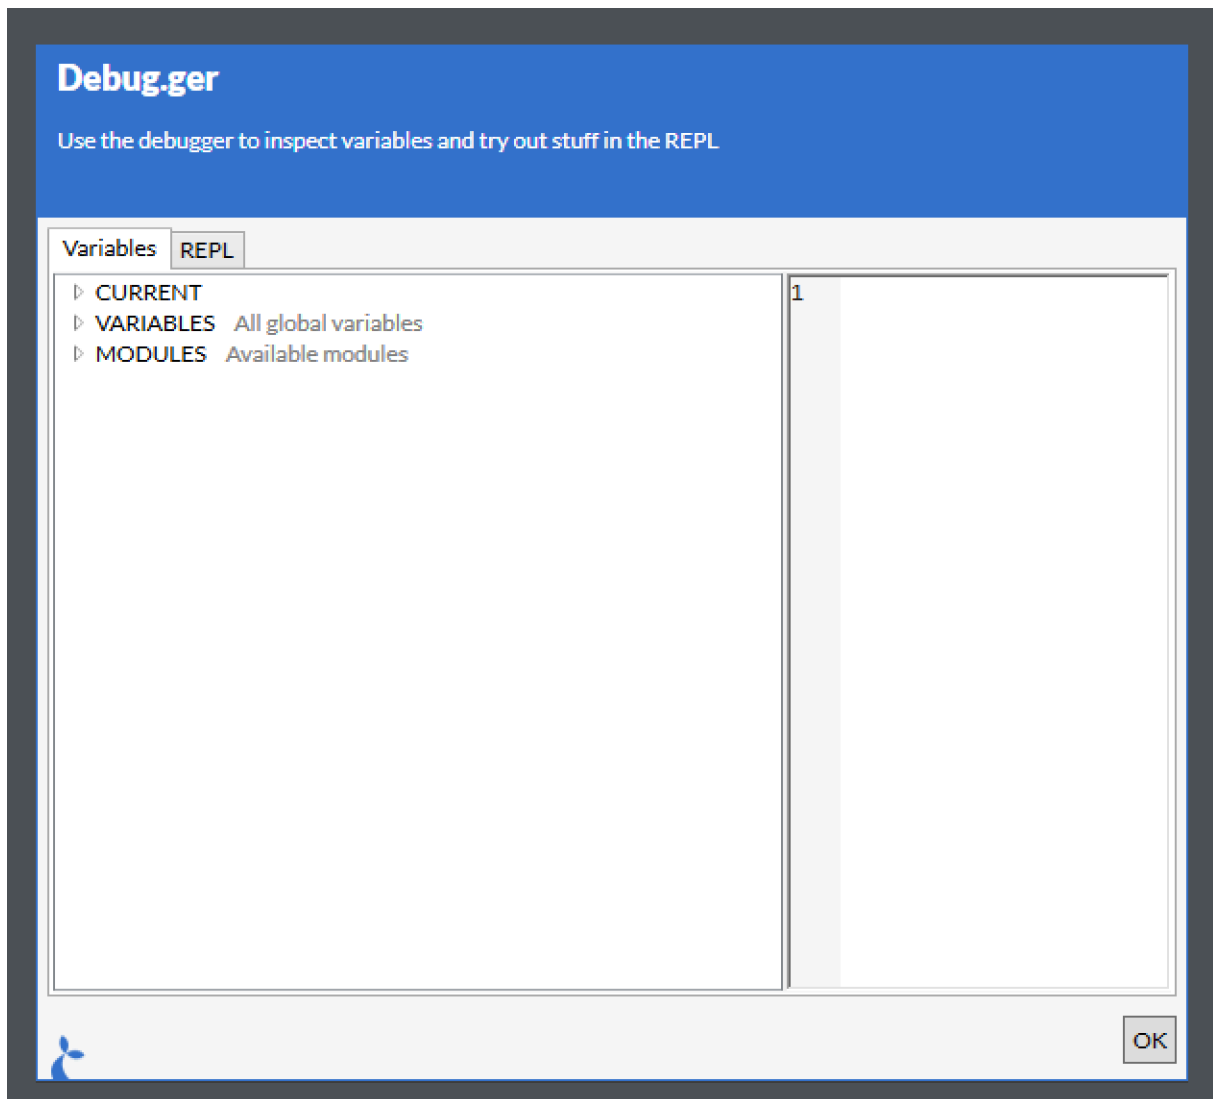 Debug.ger
Use the debugger to inspect variables and try out stuff in the REPL
Variables REPL
CURRENT
VARIABLES All global variables
MODULES Available modules
1
OK